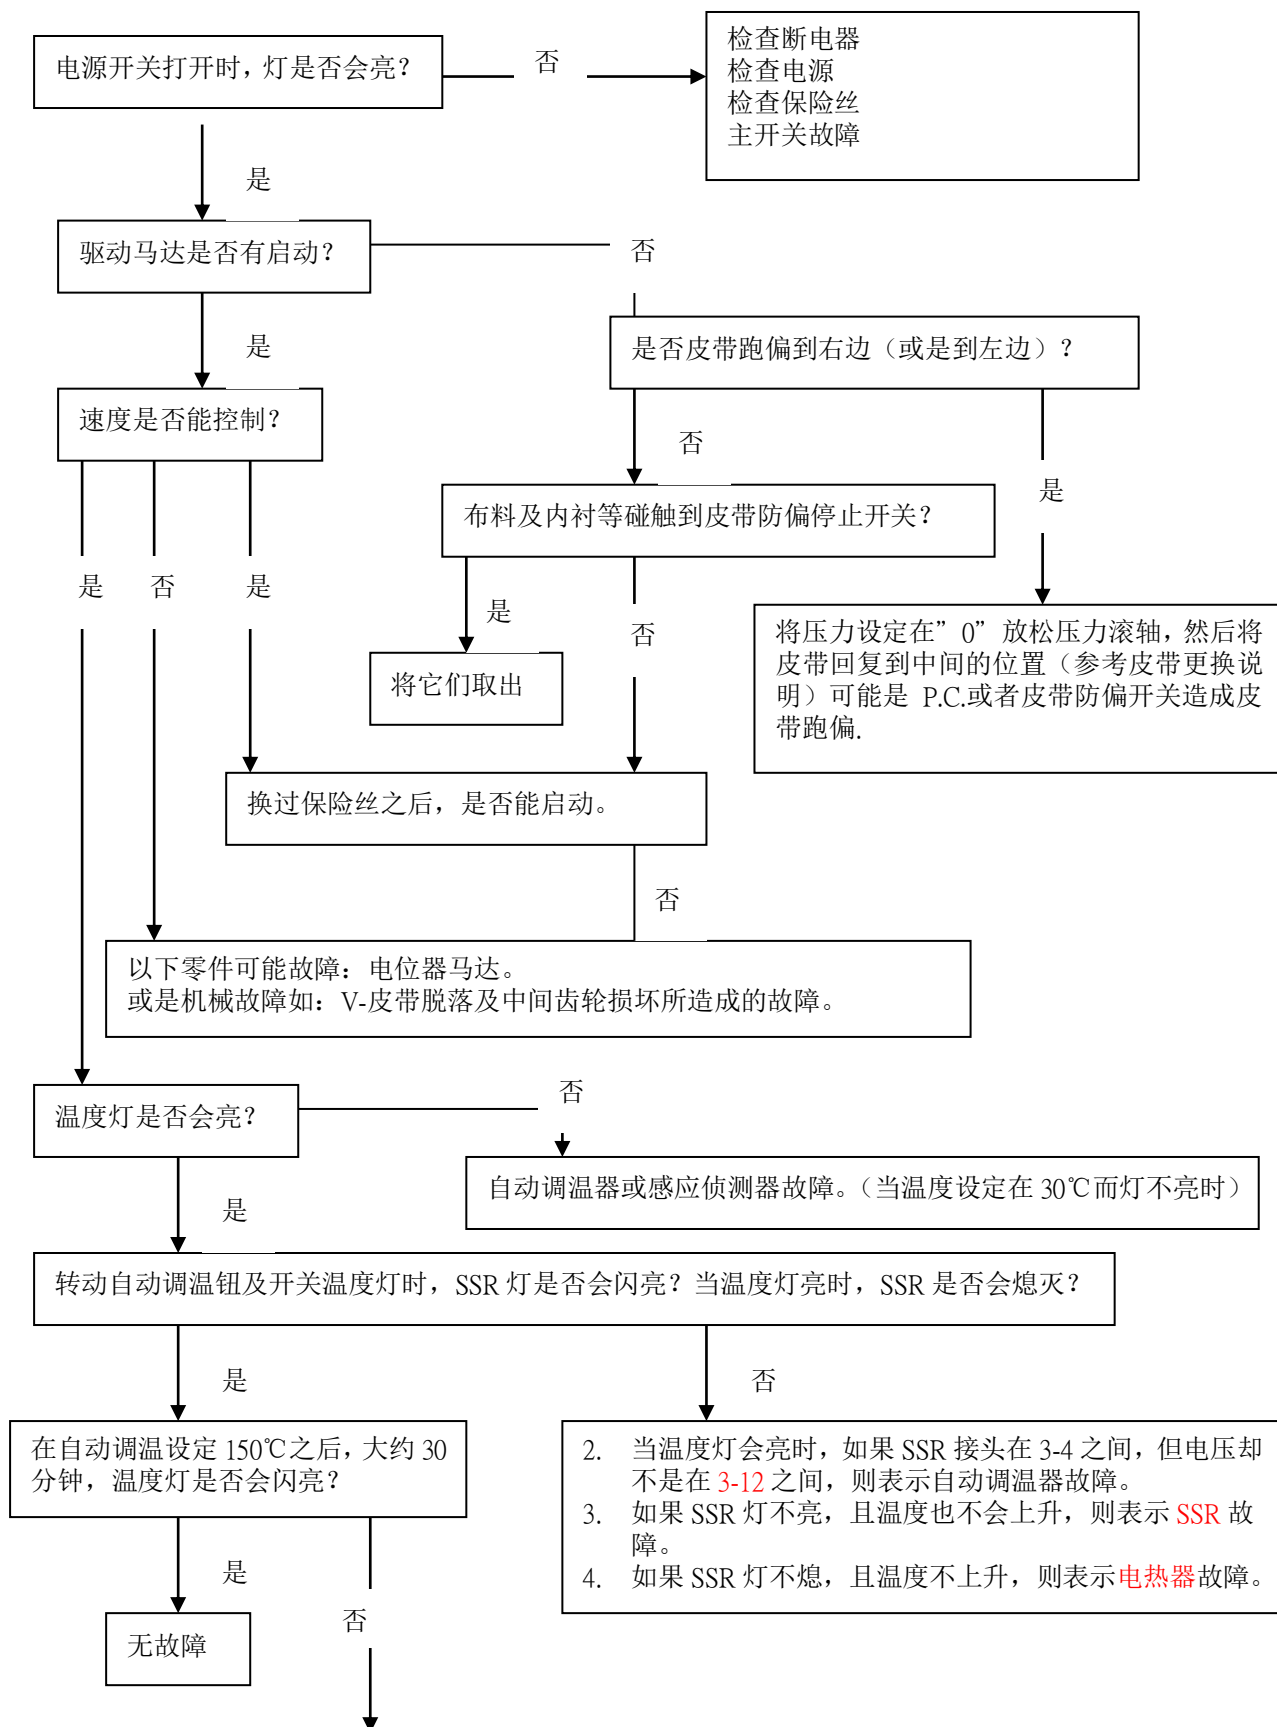 电源开关打开时，灯是否会亮？
否
检查断电器
检查电源
检查保险丝
主开关故障
是
驱动马达是否有启动？
否
是
是否皮带跑偏到右边（或是到左边）？
速度是否能控制？
否
是
布料及内衬等碰触到皮带防偏停止开关？
是
否
是
是
否
将压力设定在”0”放松压力滚轴，然后将
皮带回复到中间的位置（参考皮带更换说
明）可能是 P.C.或者皮带防偏开关造成皮
带跑偏.
将它们取出
换过保险丝之后，是否能启动。
否
以下零件可能故障：电位器马达。
或是机械故障如：V-皮带脱落及中间齿轮损坏所造成的故障。
温度灯是否会亮？
否
自动调温器或感应侦测器故障。（当温度设定在 30℃而灯不亮时）
是
转动自动调温钮及开关温度灯时，SSR 灯是否会闪亮？当温度灯亮时，SSR 是否会熄灭？
是
否
在自动调温设定 150℃之后，大约 30
分钟，温度灯是否会闪亮？
2. 当温度灯会亮时，如果 SSR 接头在 3-4 之间，但电压却
不是在 3-12 之间，则表示自动调温器故障。
3. 如果 SSR 灯不亮，且温度也不会上升，则表示 SSR 故
障。
4. 如果 SSR 灯不熄，且温度不上升，则表示电热器故障。
是
否
无故障